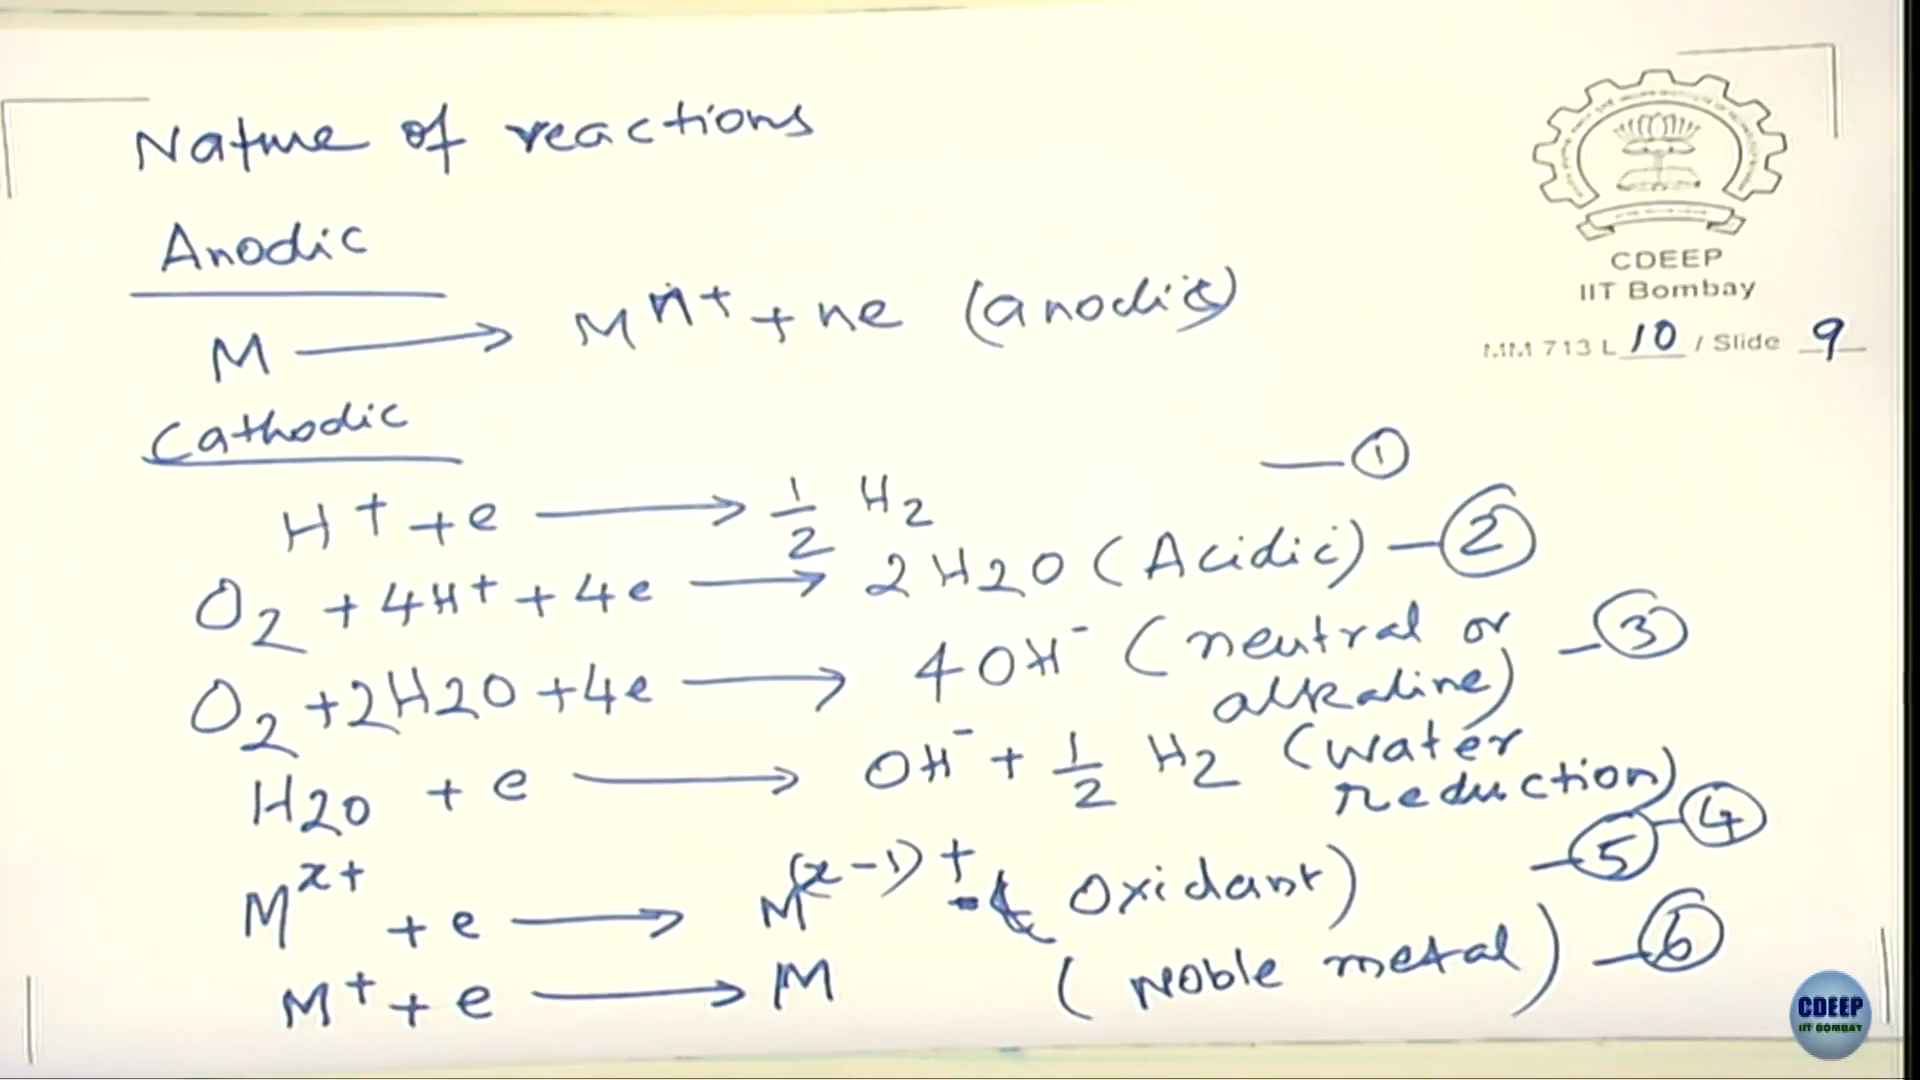 Nature of reactions
Anodic
M ⟶ Mⁿ⁺ + ne (anodic)
Cathodic
H⁺ + e ⟶ 1/2 H2 — ①
O₂ + 4H⁺ + 4e ⟶ 2H2O (Acidic) — ②
O₂ + 2H2O + 4e ⟶ 4OH⁻ (neutral or alkaline) — ③
H2O + e ⟶ OH⁻ + 1/2 H2 (water reduction) — ④
Mˣ⁺ + e ⟶ M⁽ˣ⁻¹⁾⁺ (Oxidant) — ⑤
M⁺ + e ⟶ M (Noble metal) — ⑥
CDEEP
IIT Bombay
MM 713 L 10 / Slide 9
CDEEP
IIT BOMBAY